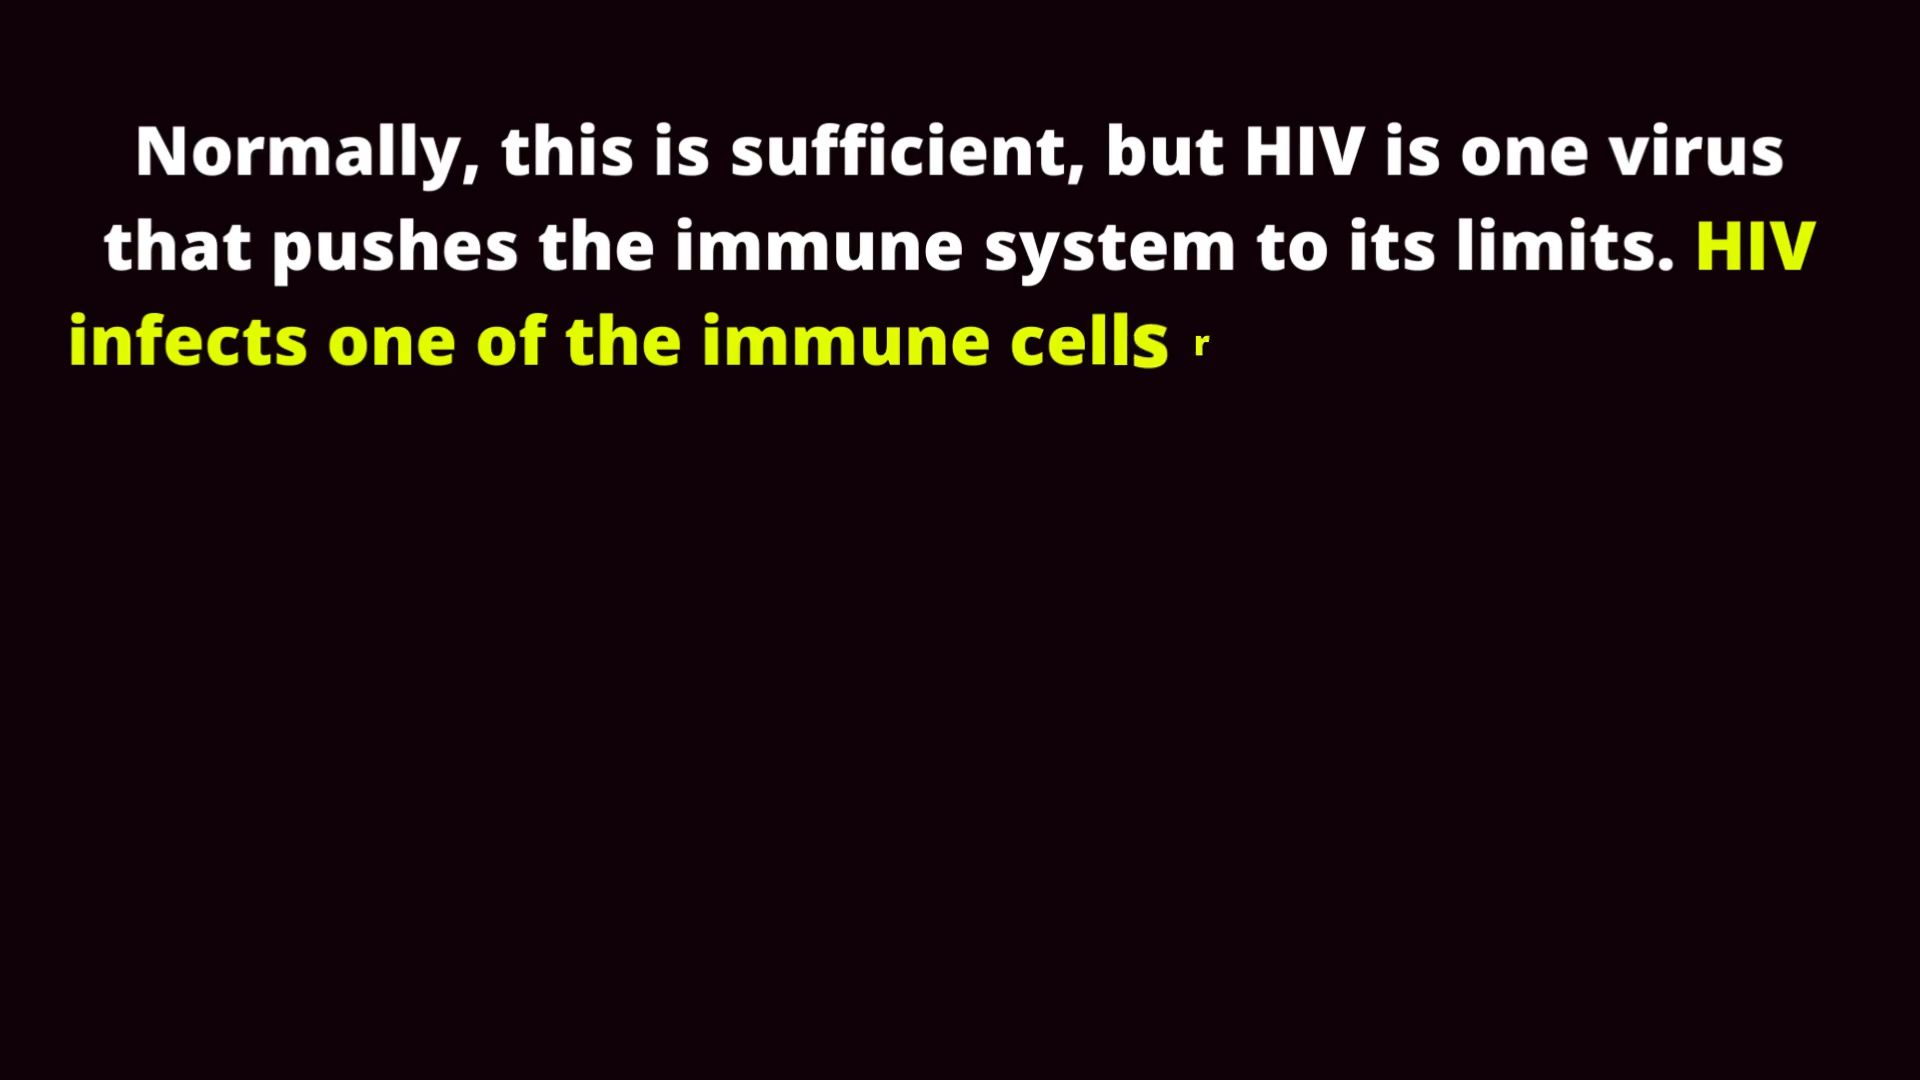 Normally, this is sufficient, but HIV is one virus
that pushes the immune system to its limits. HIV
infects one of the immune cells r